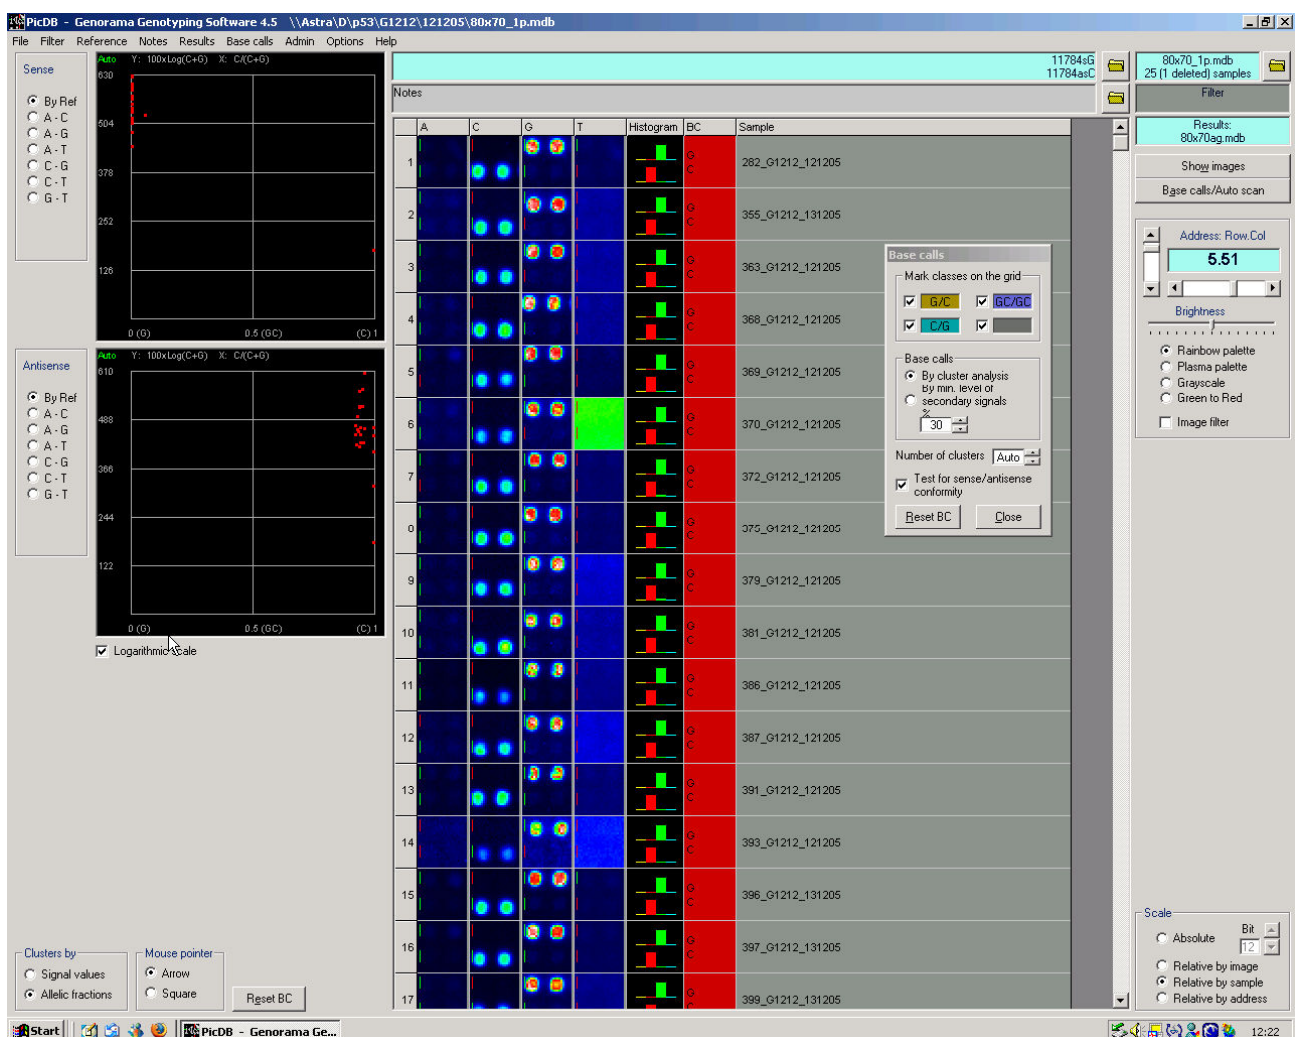 PicDB - Genorama Genotyping Software 4.5 \\Astra\D\p53\G1212\121205\80x70_1p.mdb
File Filter Reference Notes Results Base calls Admin Options Help
Sense
By Ref
A - C
A - G
A - T
C - G
C - T
G - T
Auto Y: 100xLog(C+G) X: C/(C+G)
630
504
378
252
126
0 (G) 0.5 (GC) (C) 1
Antisense
By Ref
A - C
A - G
A - T
C - G
C - T
G - T
Auto Y: 100xLog(C+G) X: C/(C+G)
610
488
366
244
122
0 (G) 0.5 (GC) (C) 1
Logarithmic scale
Clusters by
Signal values
Allelic fractions
Mouse pointer
Arrow
Square
Reset BC
11784sG
11784asC
Notes
A C G T Histogram BC Sample
1 G C 282_G1212_121205
2 G C 355_G1212_131205
3 G C 363_G1212_121205
4 G C 368_G1212_121205
5 G C 369_G1212_121205
6 G C 370_G1212_121205
7 G C 372_G1212_121205
8 G C 375_G1212_121205
9 G C 379_G1212_121205
10 G C 381_G1212_121205
11 G C 386_G1212_121205
12 G C 387_G1212_121205
13 G C 391_G1212_121205
14 G C 393_G1212_121205
15 G C 396_G1212_131205
16 G C 397_G1212_131205
17 G C 399_G1212_131205
Base calls
Mark classes on the grid
G/C GC/GC
C/G
Base calls
By cluster analysis
By min. level of
secondary signals
%
30
Number of clusters Auto
Test for sense/antisense
conformity
Reset BC Close
80x70_1p.mdb
25 (1 deleted) samples
Filter
Results:
80x70ag.mdb
Show images
Base calls/Auto scan
Address: Row.Col
5.51
Brightness
Rainbow palette
Plasma palette
Grayscale
Green to Red
Image filter
Scale
Absolute Bit
12
Relative by image
Relative by sample
Relative by address
Start PicDB - Genorama Ge... 12:22